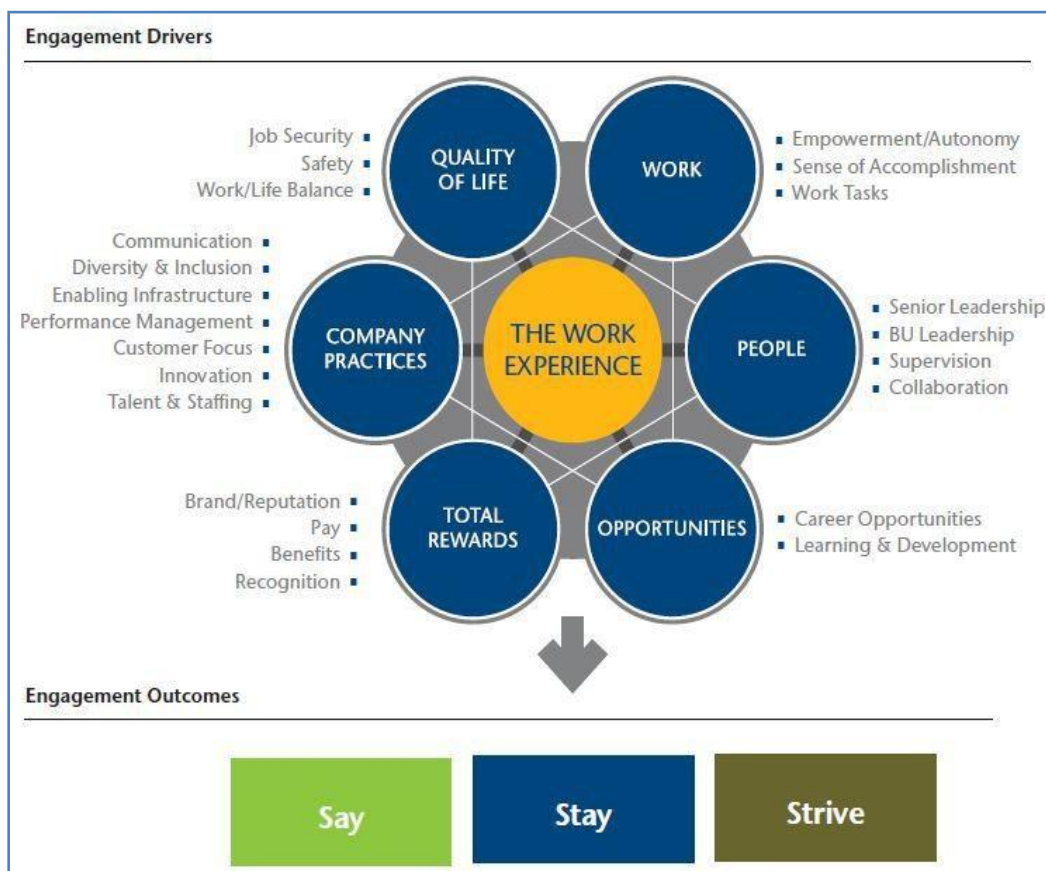 Engagement Drivers
Job Security
Safety
Work/Life Balance
QUALITY
OF LIFE
WORK
Empowerment/Autonomy
Sense of Accomplishment
Work Tasks
Communication
Diversity & Inclusion
Enabling Infrastructure
Performance Management
Customer Focus
Innovation
Talent & Staffing
COMPANY
PRACTICES
THE WORK
EXPERIENCE
PEOPLE
Senior Leadership
BU Leadership
Supervision
Collaboration
Brand/Reputation
Pay
Benefits
Recognition
TOTAL
REWARDS
OPPORTUNITIES
Career Opportunities
Learning & Development
Engagement Outcomes
Say
Stay
Strive